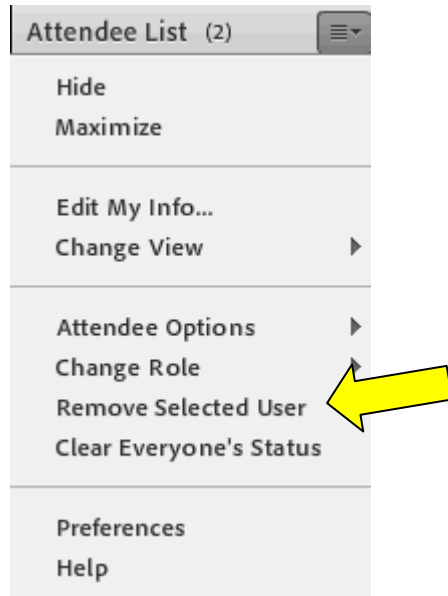 Attendee List (2)
Hide
Maximize
Edit My Info...
Change View
Attendee Options
Change Role
Remove Selected User
Clear Everyone's Status
Preferences
Help